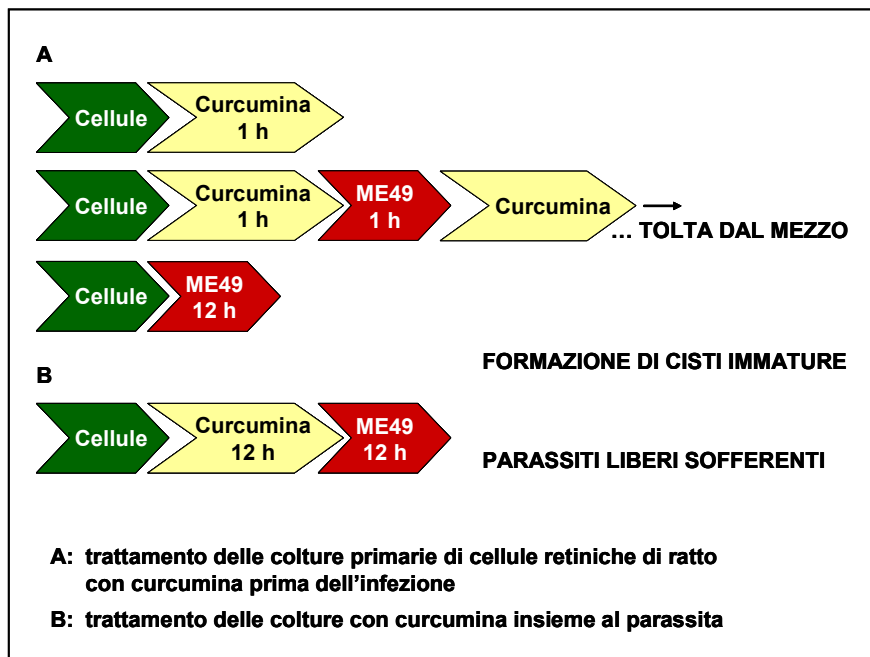 A
Cellule
Curcumina
1 h
Cellule
Curcumina
1 h
ME49
1 h
Curcumina
... TOLTA DAL MEZZO
Cellule
ME49
12 h
FORMAZIONE DI CISTI IMMATURE
B
Cellule
Curcumina
12 h
ME49
12 h
PARASSITI LIBERI SOFFERENTI
A: trattamento delle colture primarie di cellule retiniche di ratto
con curcumina prima dell'infezione
B: trattamento delle colture con curcumina insieme al parassita